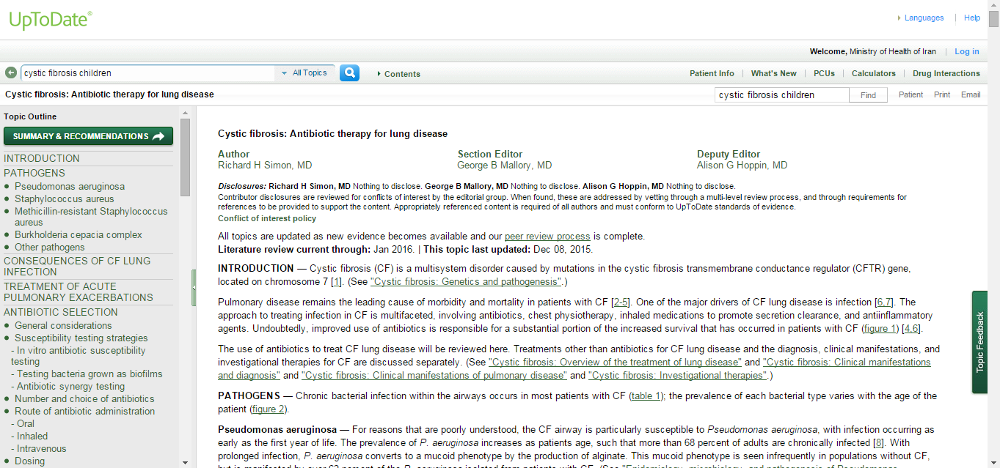 UpToDate®
Languages | Help
Welcome, Ministry of Health of Iran | Log in
cystic fibrosis children
All Topics
Contents
Patient Info | What's New | PCUs | Calculators | Drug Interactions
Cystic fibrosis: Antibiotic therapy for lung disease
cystic fibrosis children
Find
Patient Print Email
Topic Outline
SUMMARY & RECOMMENDATIONS
INTRODUCTION
PATHOGENS
Pseudomonas aeruginosa
Staphylococcus aureus
Methicillin-resistant Staphylococcus
aureus
Burkholderia cepacia complex
Other pathogens
CONSEQUENCES OF CF LUNG
INFECTION
TREATMENT OF ACUTE
PULMONARY EXACERBATIONS
ANTIBIOTIC SELECTION
General considerations
Susceptibility testing strategies
- In vitro antibiotic susceptibility
testing
- Testing bacteria grown as biofilms
- Antibiotic synergy testing
Number and choice of antibiotics
Route of antibiotic administration
- Oral
- Inhaled
- Intravenous
Dosing
Cystic fibrosis: Antibiotic therapy for lung disease
Author
Richard H Simon, MD
Section Editor
George B Mallory, MD
Deputy Editor
Alison G Hoppin, MD
Disclosures: Richard H Simon, MD Nothing to disclose. George B Mallory, MD Nothing to disclose. Alison G Hoppin, MD Nothing to disclose.
Contributor disclosures are reviewed for conflicts of interest by the editorial group. When found, these are addressed by vetting through a multi-level review process, and through requirements for
references to be provided to support the content. Appropriately referenced content is required of all authors and must conform to UpToDate standards of evidence.
Conflict of interest policy
All topics are updated as new evidence becomes available and our peer review process is complete.
Literature review current through: Jan 2016. | This topic last updated: Dec 08, 2015.
INTRODUCTION — Cystic fibrosis (CF) is a multisystem disorder caused by mutations in the cystic fibrosis transmembrane conductance regulator (CFTR) gene,
located on chromosome 7 [1]. (See "Cystic fibrosis: Genetics and pathogenesis".)
Pulmonary disease remains the leading cause of morbidity and mortality in patients with CF [2-5]. One of the major drivers of CF lung disease is infection [6,7]. The
approach to treating infection in CF is multifaceted, involving antibiotics, chest physiotherapy, inhaled medications to promote secretion clearance, and antiinflammatory
agents. Undoubtedly, improved use of antibiotics is responsible for a substantial portion of the increased survival that has occurred in patients with CF (figure 1) [4,6].
The use of antibiotics to treat CF lung disease will be reviewed here. Treatments other than antibiotics for CF lung disease and the diagnosis, clinical manifestations, and
investigational therapies for CF are discussed separately. (See "Cystic fibrosis: Overview of the treatment of lung disease" and "Cystic fibrosis: Clinical manifestations
and diagnosis" and "Cystic fibrosis: Clinical manifestations of pulmonary disease" and "Cystic fibrosis: Investigational therapies".)
PATHOGENS — Chronic bacterial infection within the airways occurs in most patients with CF (table 1); the prevalence of each bacterial type varies with the age of the
patient (figure 2).
Pseudomonas aeruginosa — For reasons that are poorly understood, the CF airway is particularly susceptible to Pseudomonas aeruginosa, with infection occurring as
early as the first year of life. The prevalence of P. aeruginosa increases as patients age, such that more than 68 percent of adults are chronically infected [8]. With
prolonged infection, P. aeruginosa converts to a mucoid phenotype by the production of alginate. This mucoid phenotype is seen infrequently in populations without CF,
Topic Feedback